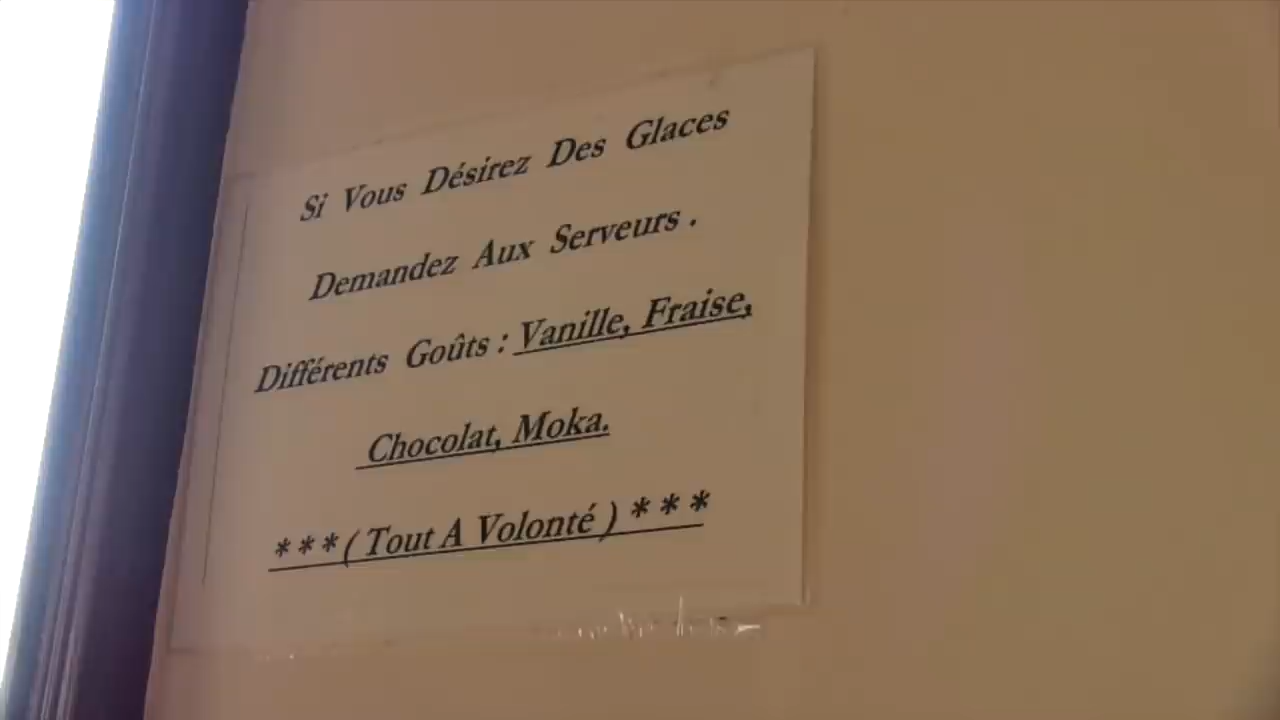 Si Vous Désirez Des Glaces
Demandez Aux Serveurs .
Différents Goûts : Vanille, Fraise,
Chocolat, Moka.
* * * ( Tout A Volonté ) * * *